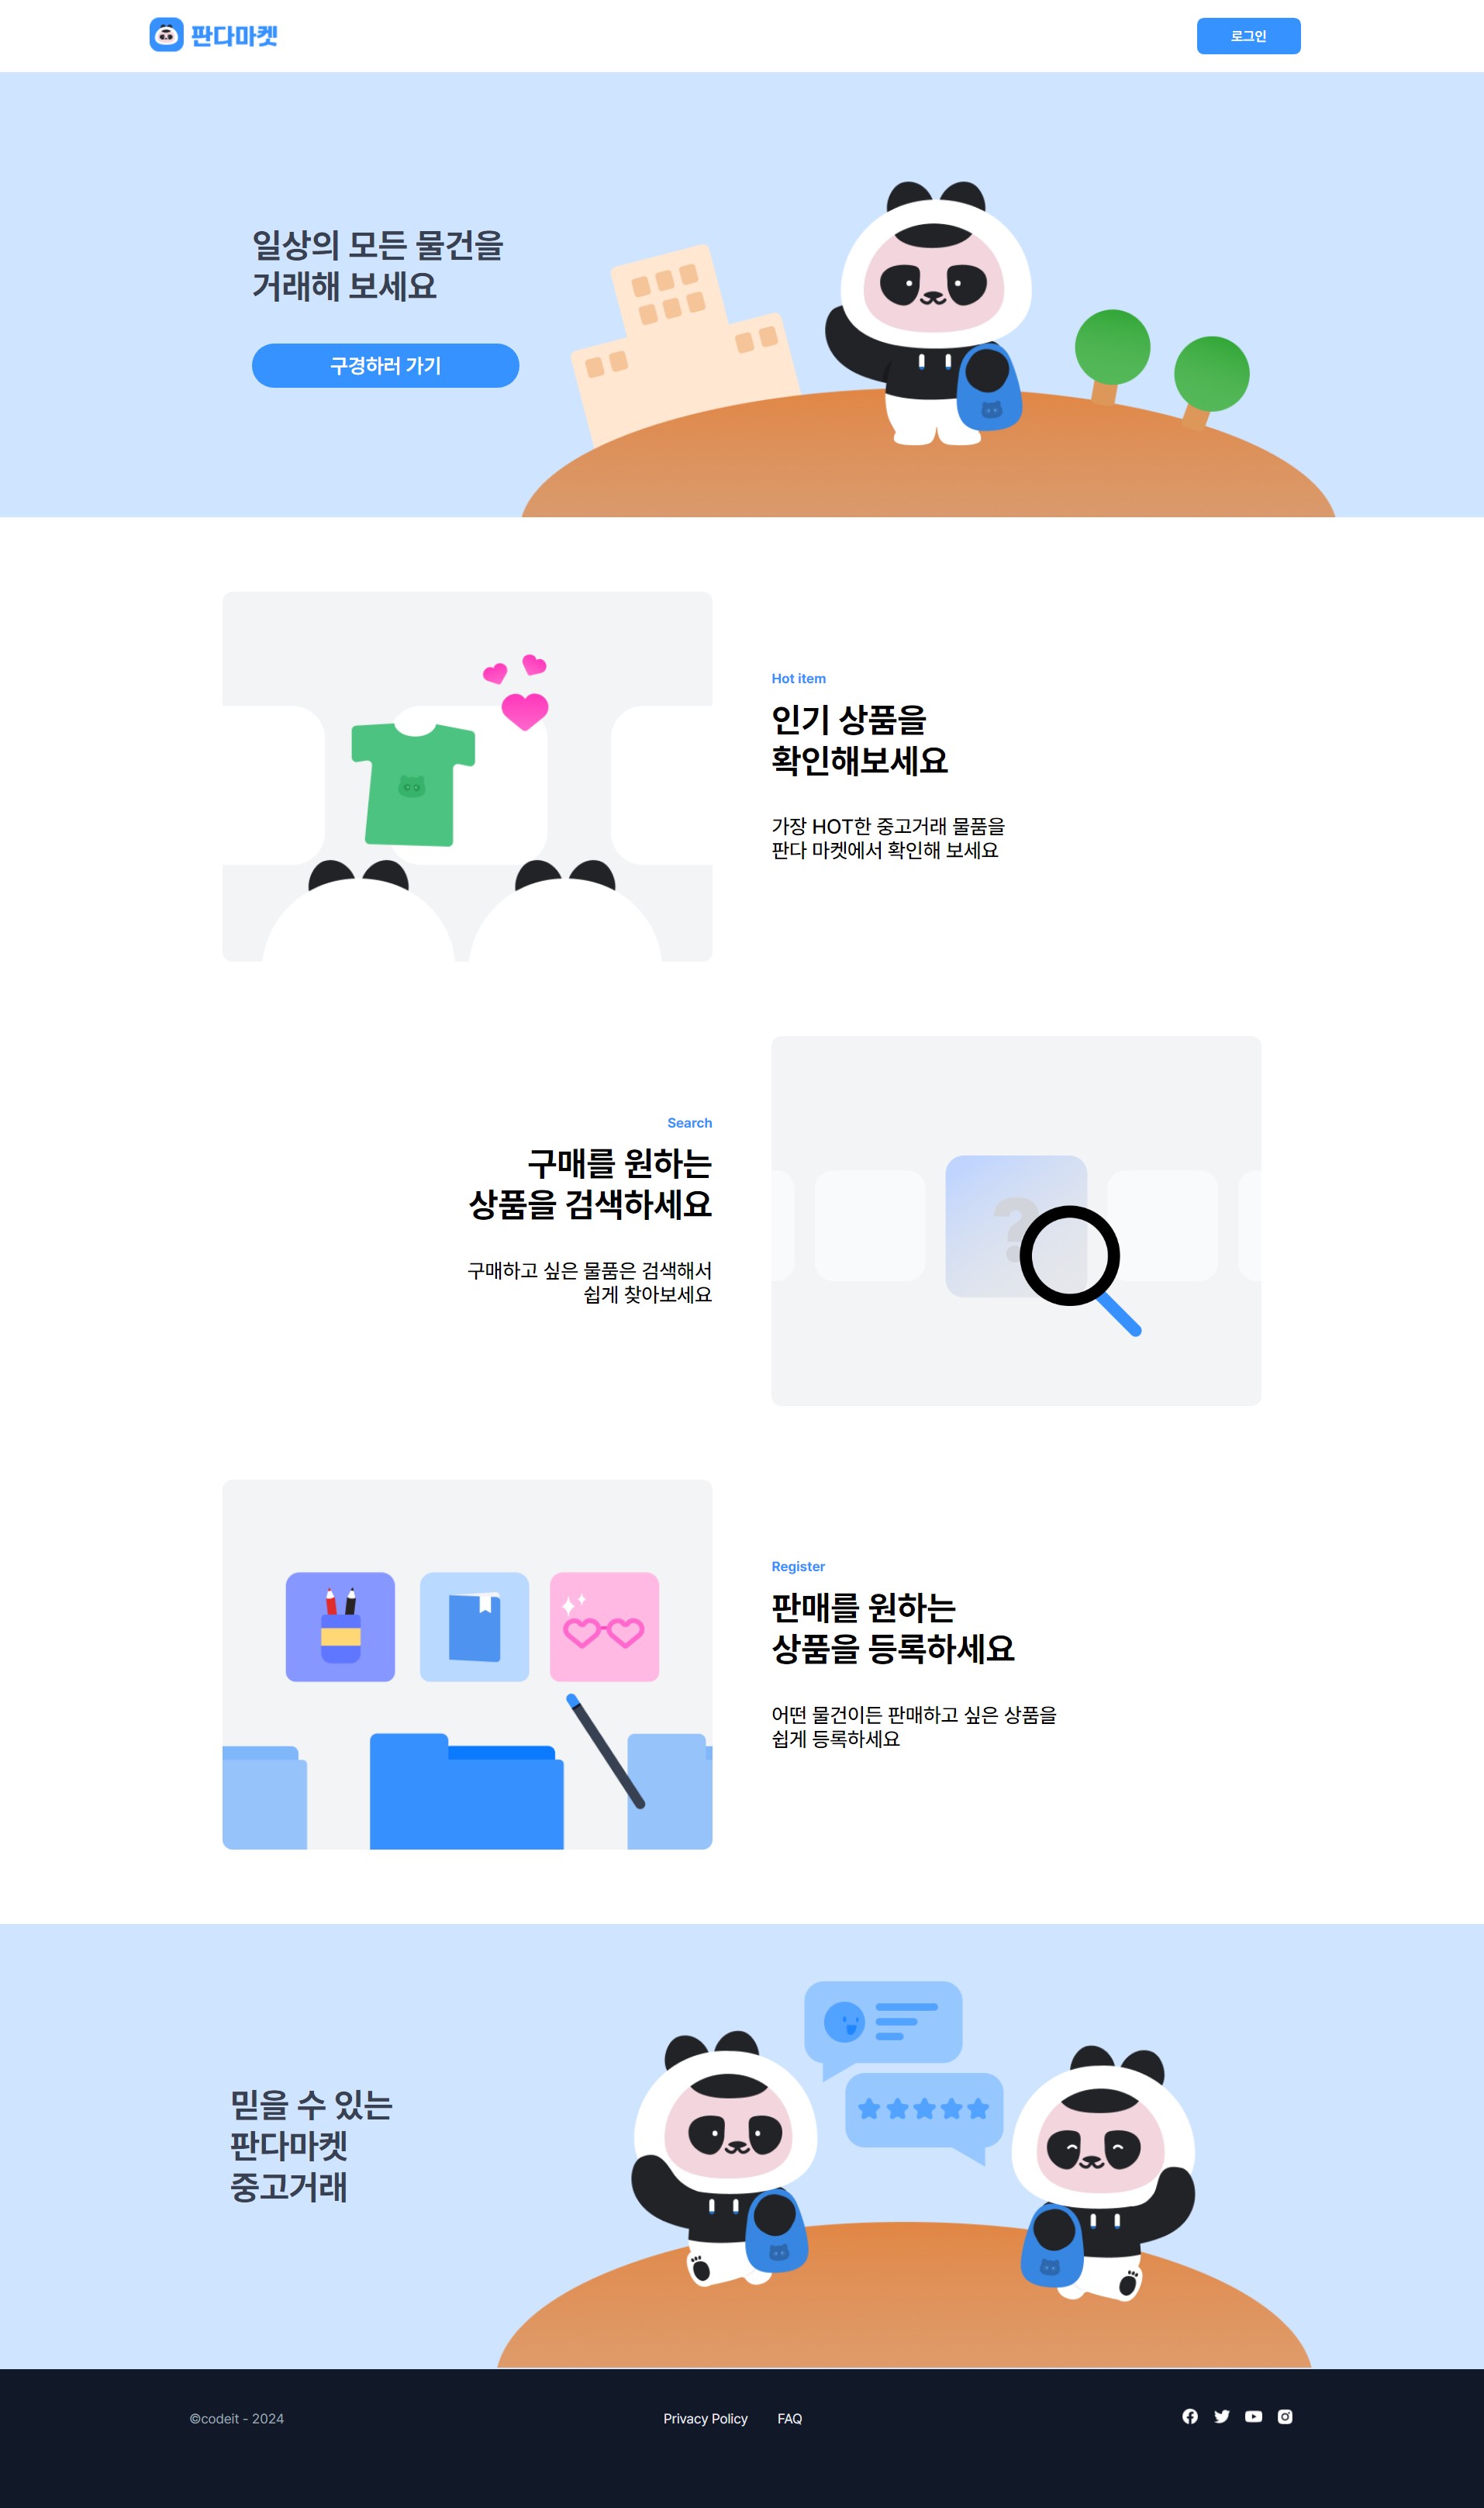 판다마켓
로그인
일상의 모든 물건을
거래해 보세요
구경하러 가기
Hot item
인기 상품을
확인해보세요
가장 HOT한 중고거래 물품을
판다 마켓에서 확인해 보세요
Search
구매를 원하는
상품을 검색하세요
구매하고 싶은 물품은 검색해서
쉽게 찾아보세요
?
Register
판매를 원하는
상품을 등록하세요
어떤 물건이든 판매하고 싶은 상품을
쉽게 등록하세요
믿을 수 있는
판다마켓
중고거래
©codeit - 2024
Privacy Policy
FAQ